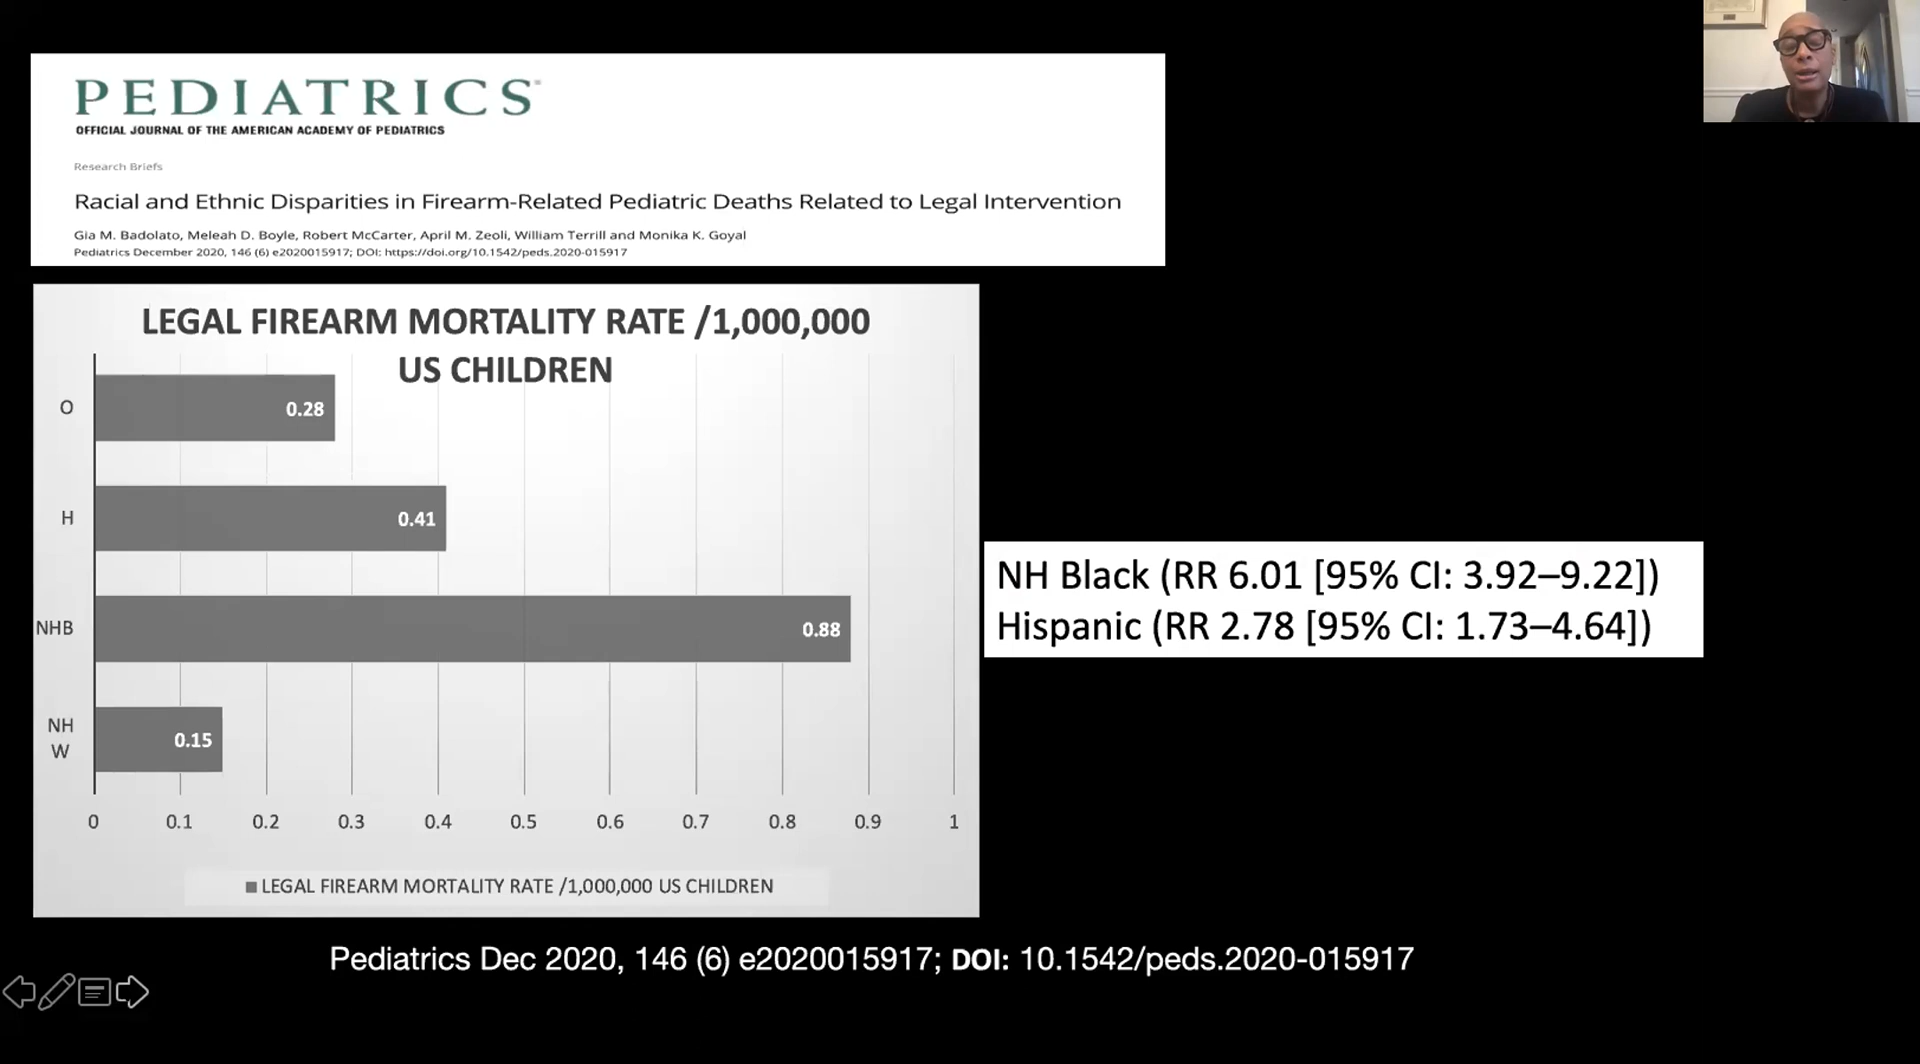 PEDIATRICS
OFFICIAL JOURNAL OF THE AMERICAN ACADEMY OF PEDIATRICS
Research Briefs
Racial and Ethnic Disparities in Firearm-Related Pediatric Deaths Related to Legal Intervention
Gia M. Badolato, Meleah D. Boyle, Robert McCarter, April M. Zeoli, William Terrill and Monika K. Goyal
Pediatrics December 2020, 146 (6) e2020015917; DOI: https://doi.org/10.1542/peds.2020-015917
LEGAL FIREARM MORTALITY RATE /1,000,000
US CHILDREN
O
0.28
H
0.41
NHB
0.88
NH
W
0.15
0 0.1 0.2 0.3 0.4 0.5 0.6 0.7 0.8 0.9 1
LEGAL FIREARM MORTALITY RATE /1,000,000 US CHILDREN
NH Black (RR 6.01 [95% CI: 3.92–9.22])
Hispanic (RR 2.78 [95% CI: 1.73–4.64])
Pediatrics Dec 2020, 146 (6) e2020015917; DOI: 10.1542/peds.2020-015917